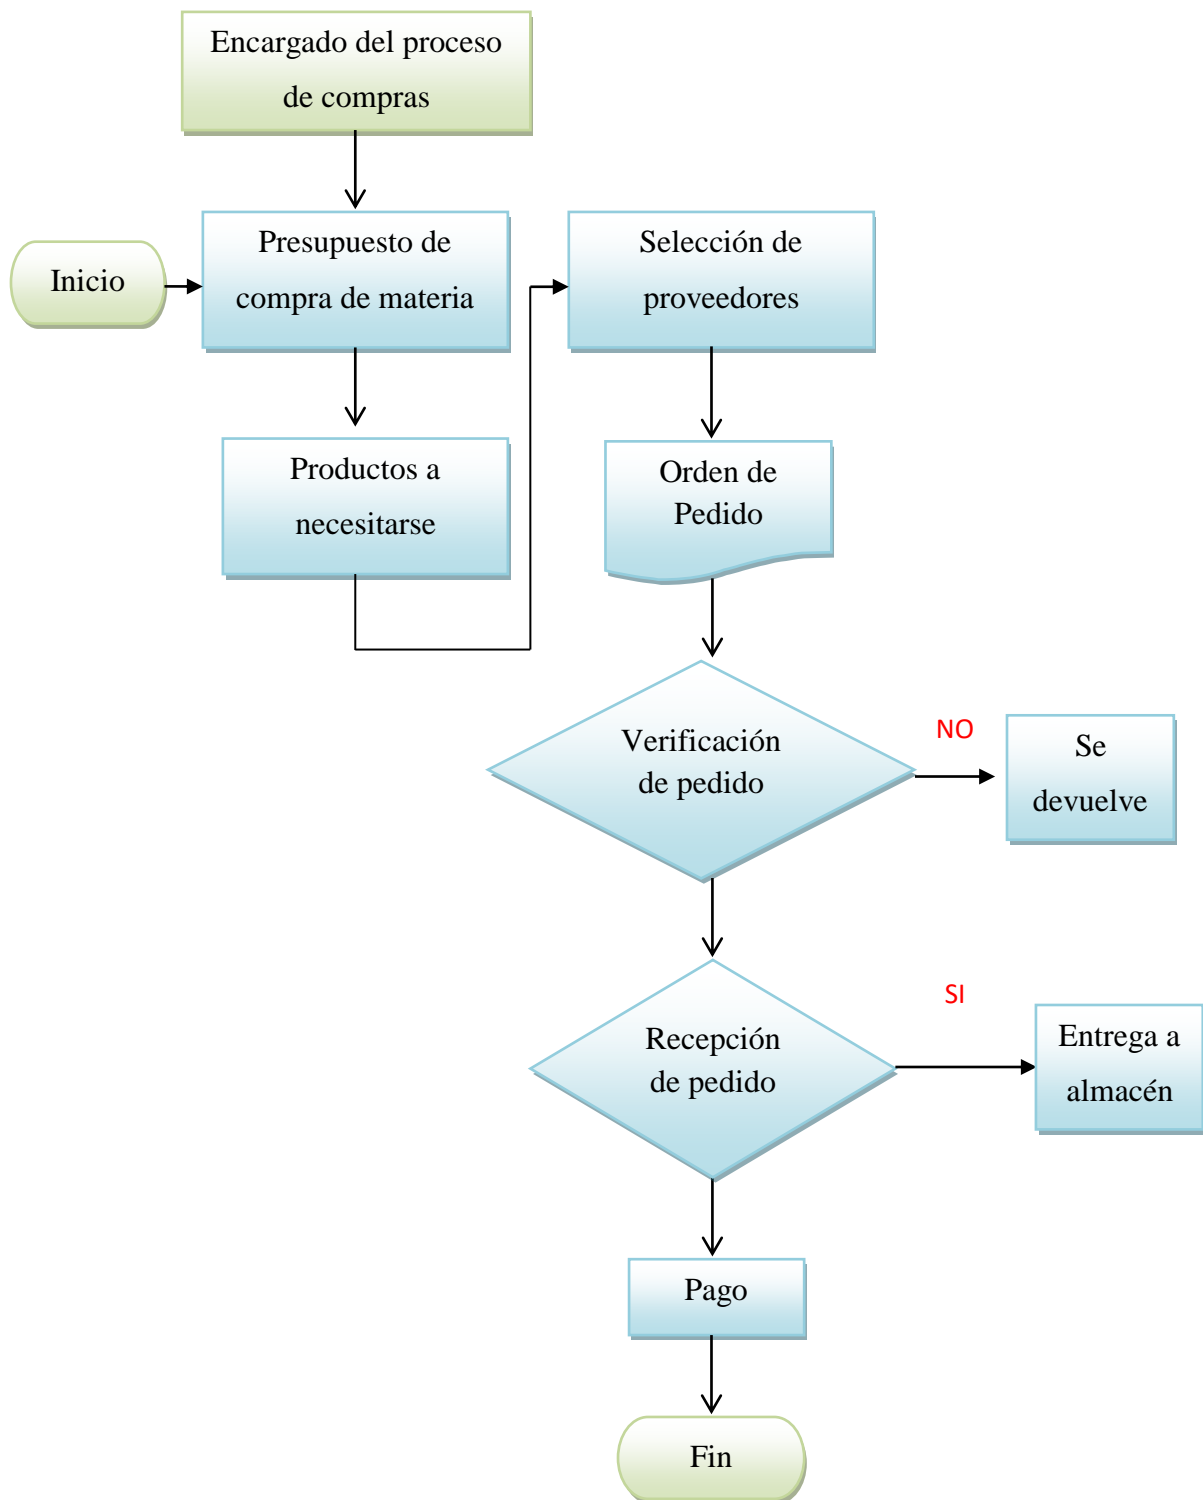 Encargado del proceso
de compras
Inicio
Presupuesto de
compra de materia
Selección de
proveedores
Productos a
necesitarse
Orden de
Pedido
Verificación
de pedido
NO
Se
devuelve
Recepción
de pedido
SI
Entrega a
almacén
Pago
Fin